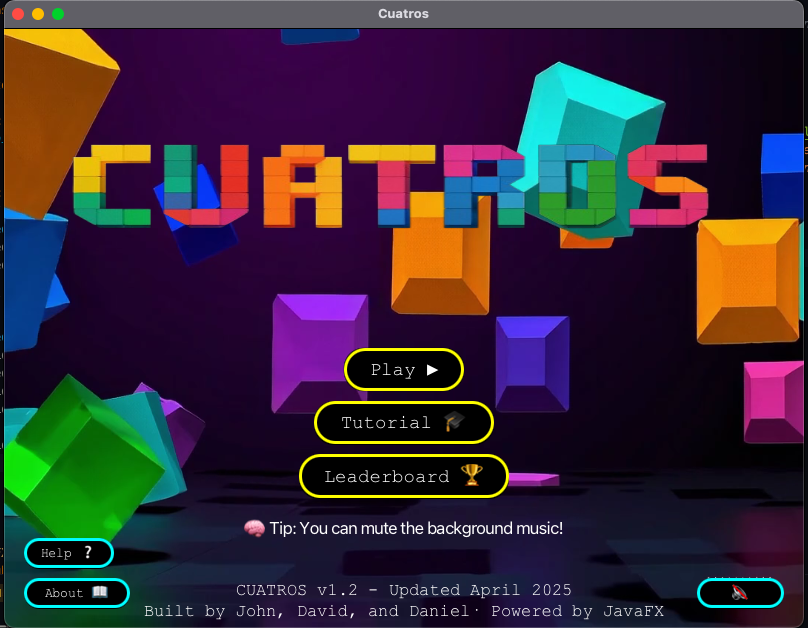 Cuatros
CUATROS
Play ▶
Tutorial 🎓
Leaderboard 🏆
🧠 Tip: You can mute the background music!
Help ❔
About 📖
CUATROS v1.2 - Updated April 2025
Built by John, David, and Daniel· Powered by JavaFX